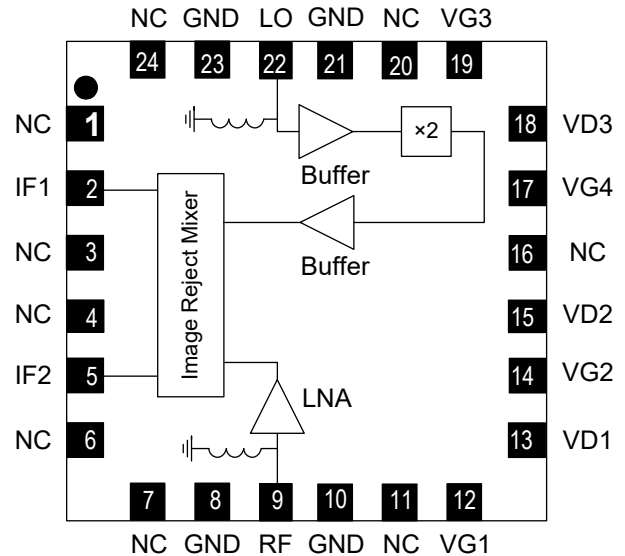 NC GND LO GND NC VG3
24 23 22 21 20 19
NC 1 18 VD3
×2
Buffer
IF1 2 17 VG4
Image Reject Mixer
NC 3 16 NC
Buffer
NC 4 15 VD2
IF2 5 14 VG2
LNA
NC 6 13 VD1
7 8 9 10 11 12
NC GND RF GND NC VG1